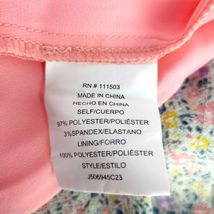 RN # 111503
MADE IN CHINA
HECHO EN CHINA
SELF/CUERPO
97% POLYESTER/POLIÉSTER
3%SPANDEX/ELASTANO
LINING/FORRO
100% POLYESTER/POLIÉSTER
STYLE/ESTILO
J506945C23